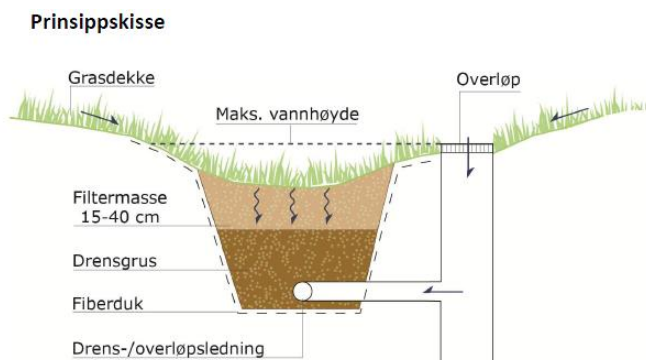 Prinsippskisse
Grasdekke
Overløp
Maks. vannhøyde
Filtermasse
15-40 cm
Drensgrus
Fiberduk
Drens-/overløpsledning